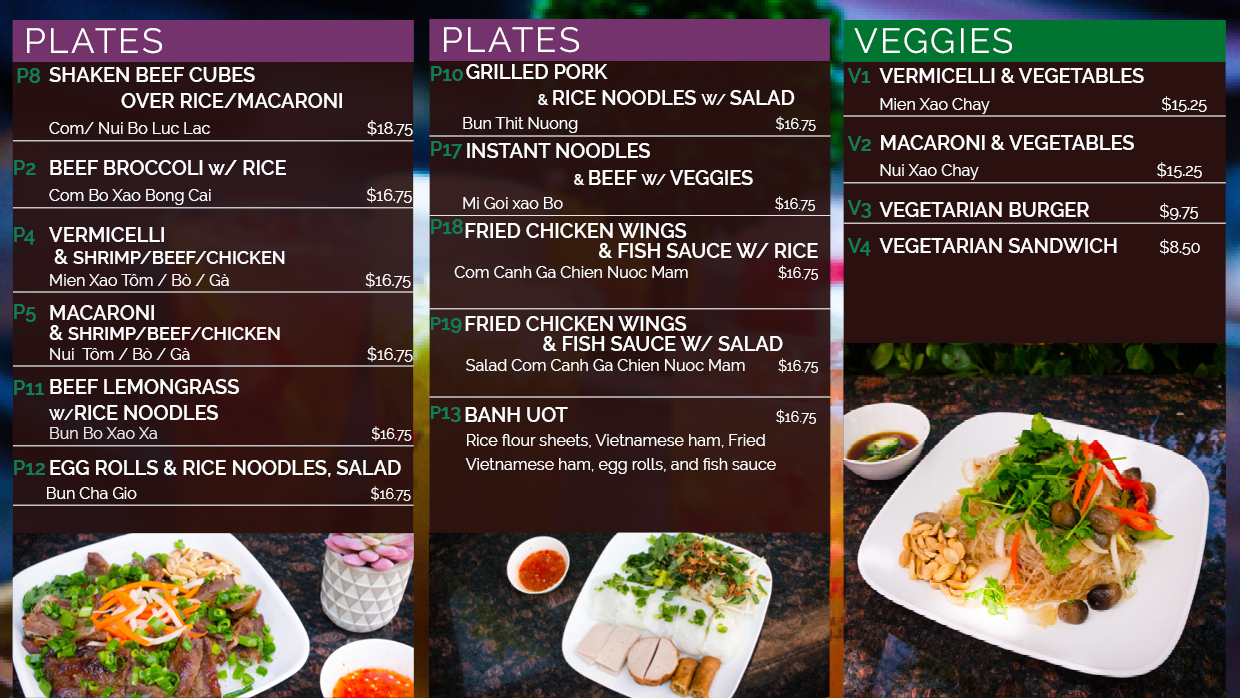 PLATES
P8 SHAKEN BEEF CUBES
OVER RICE/MACARONI
Com/ Nui Bo Luc Lac $18.75
P2 BEEF BROCCOLI w/ RICE
Com Bo Xao Bong Cai $16.75
P4 VERMICELLI
& SHRIMP/BEEF/CHICKEN
Mien Xao Tôm / Bò / Gà $16.75
P5 MACARONI
& SHRIMP/BEEF/CHICKEN
Nui Tôm / Bò / Gà $16.75
P11 BEEF LEMONGRASS
w/RICE NOODLES
Bun Bo Xao Xa $16.75
P12 EGG ROLLS & RICE NOODLES, SALAD
Bun Cha Gio $16.75
PLATES
P10 GRILLED PORK
& RICE NOODLES W/ SALAD
Bun Thit Nuong $16.75
P17 INSTANT NOODLES
& BEEF W/ VEGGIES
Mi Goi xao Bo $16.75
P18 FRIED CHICKEN WINGS
& FISH SAUCE W/ RICE
Com Canh Ga Chien Nuoc Mam $16.75
P19 FRIED CHICKEN WINGS
& FISH SAUCE W/ SALAD
Salad Com Canh Ga Chien Nuoc Mam $16.75
P13 BANH UOT $16.75
Rice flour sheets, Vietnamese ham, Fried
Vietnamese ham, egg rolls, and fish sauce
VEGGIES
V1 VERMICELLI & VEGETABLES
Mien Xao Chay $15.25
V2 MACARONI & VEGETABLES
Nui Xao Chay $15.25
V3 VEGETARIAN BURGER $9.75
V4 VEGETARIAN SANDWICH $8.50